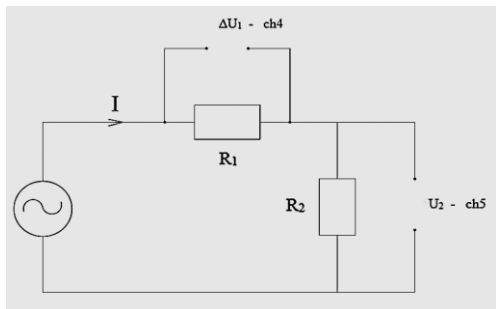 ΔU₁ - ch4
I
R₁
R₂
U₂ - ch5